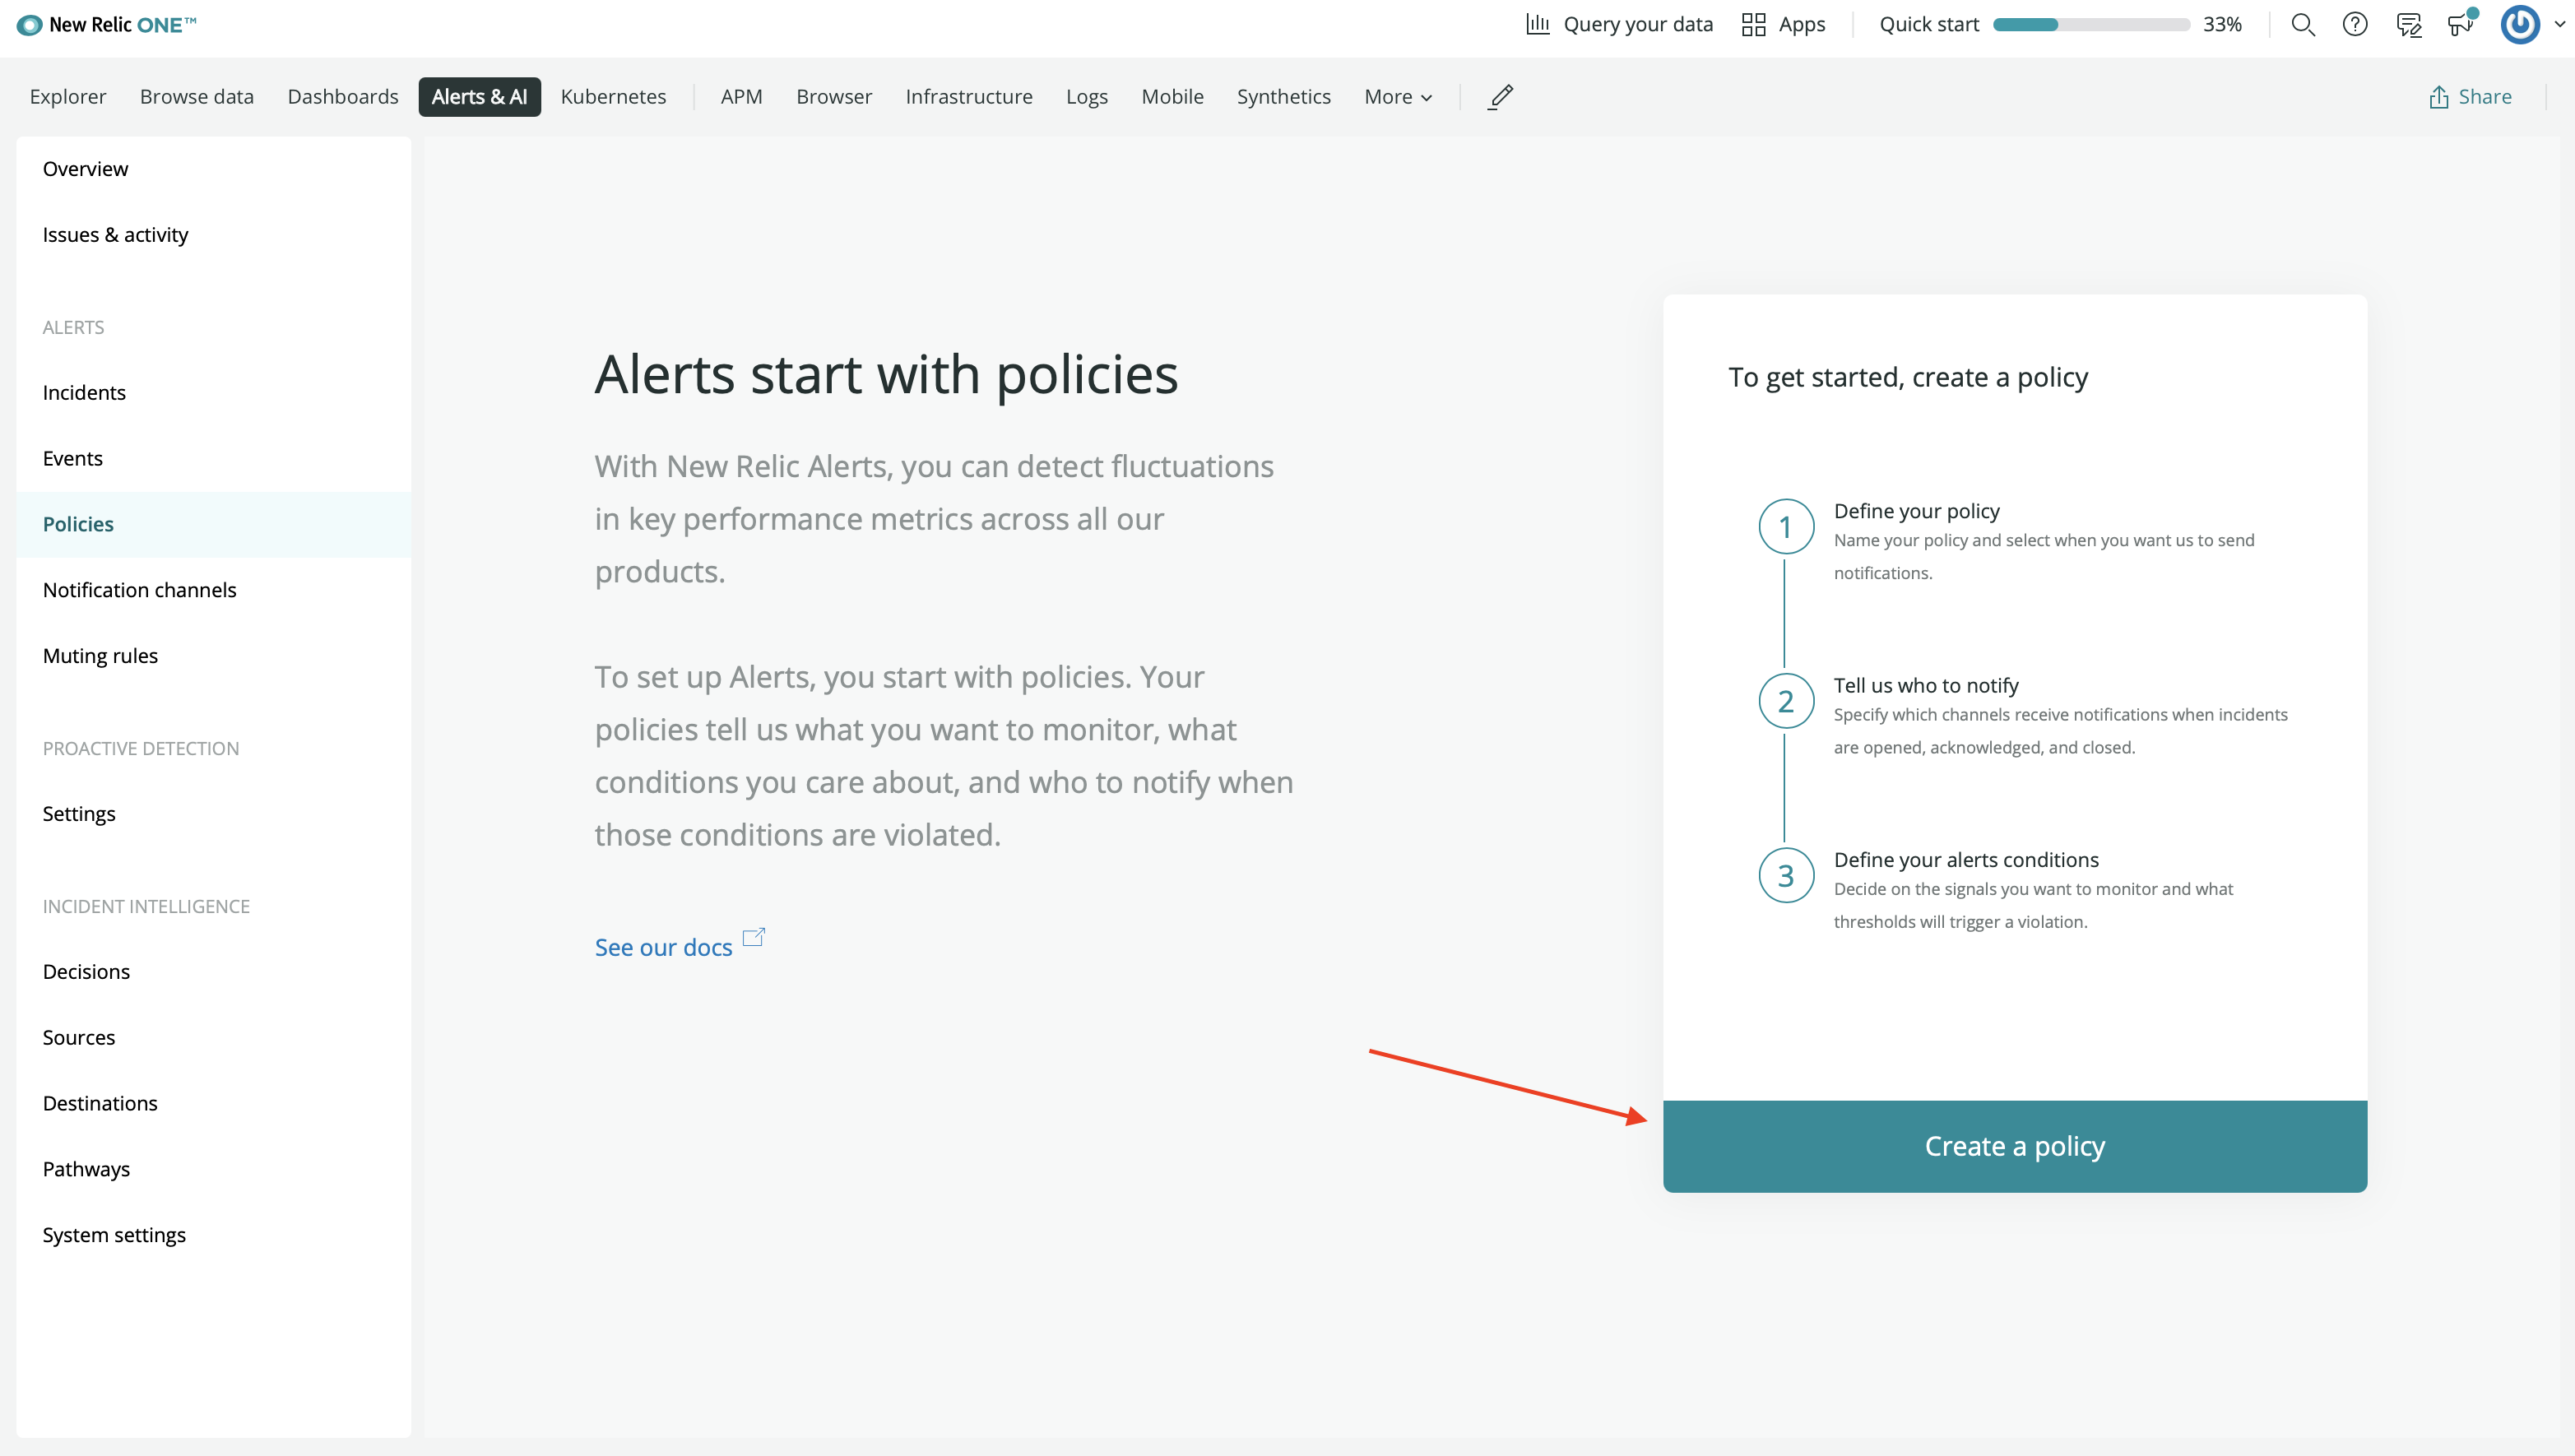 New Relic ONE™
Query your data
Apps
Quick start
33%
Explorer
Browse data
Dashboards
Alerts & AI
Kubernetes
APM
Browser
Infrastructure
Logs
Mobile
Synthetics
More
Share
Overview
Issues & activity
ALERTS
Incidents
Events
Policies
Notification channels
Muting rules
PROACTIVE DETECTION
Settings
INCIDENT INTELLIGENCE
Decisions
Sources
Destinations
Pathways
System settings
Alerts start with policies
With New Relic Alerts, you can detect fluctuations
in key performance metrics across all our
products.
To set up Alerts, you start with policies. Your
policies tell us what you want to monitor, what
conditions you care about, and who to notify when
those conditions are violated.
See our docs
To get started, create a policy
1
Define your policy
Name your policy and select when you want us to send
notifications.
2
Tell us who to notify
Specify which channels receive notifications when incidents
are opened, acknowledged, and closed.
3
Define your alerts conditions
Decide on the signals you want to monitor and what
thresholds will trigger a violation.
Create a policy